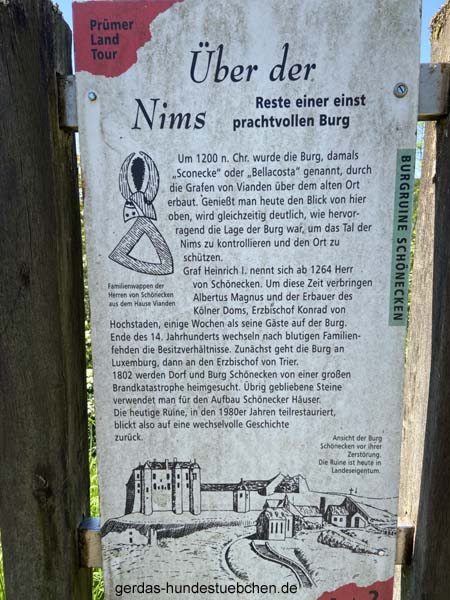 Prümer
Land
Tour
Über der
Nims
Reste einer einst
prachtvollen Burg
Um 1200 n. Chr. wurde die Burg, damals
„Sconecke“ oder „Bellacosta“ genannt, durch
die Grafen von Vianden über dem alten Ort
erbaut. Genießt man heute den Blick von hier
oben, wird gleichzeitig deutlich, wie hervor-
ragend die Lage der Burg war, um das Tal der
Nims zu kontrollieren und den Ort zu
schützen.
Graf Heinrich I. nennt sich ab 1264 Herr
von Schönecken. Um diese Zeit verbringen
Albertus Magnus und der Erbauer des
Kölner Doms, Erzbischof Konrad von
Hochstaden, einige Wochen als seine Gäste auf der Burg.
Ende des 14. Jahrhunderts wechseln nach blutigen Familien-
fehden die Besitzverhältnisse. Zunächst geht die Burg an
Luxemburg, dann an den Erzbischof von Trier.
1802 werden Dorf und Burg Schönecken von einer großen
Brandkatastrophe heimgesucht. Übrig gebliebene Steine
verwendet man für den Aufbau Schönecker Häuser.
Die heutige Ruine, in den 1980er Jahren teilrestauriert,
blickt also auf eine wechselvolle Geschichte
zurück.
Familienwappen der
Herren von Schönecken
aus dem Hause Vianden
BURGRUINE SCHÖNECKEN
Ansicht der Burg
Schönecken vor ihrer
Zerstörung.
Die Ruine ist heute in
Landeseigentum.
gerdas-hundestuebchen.de